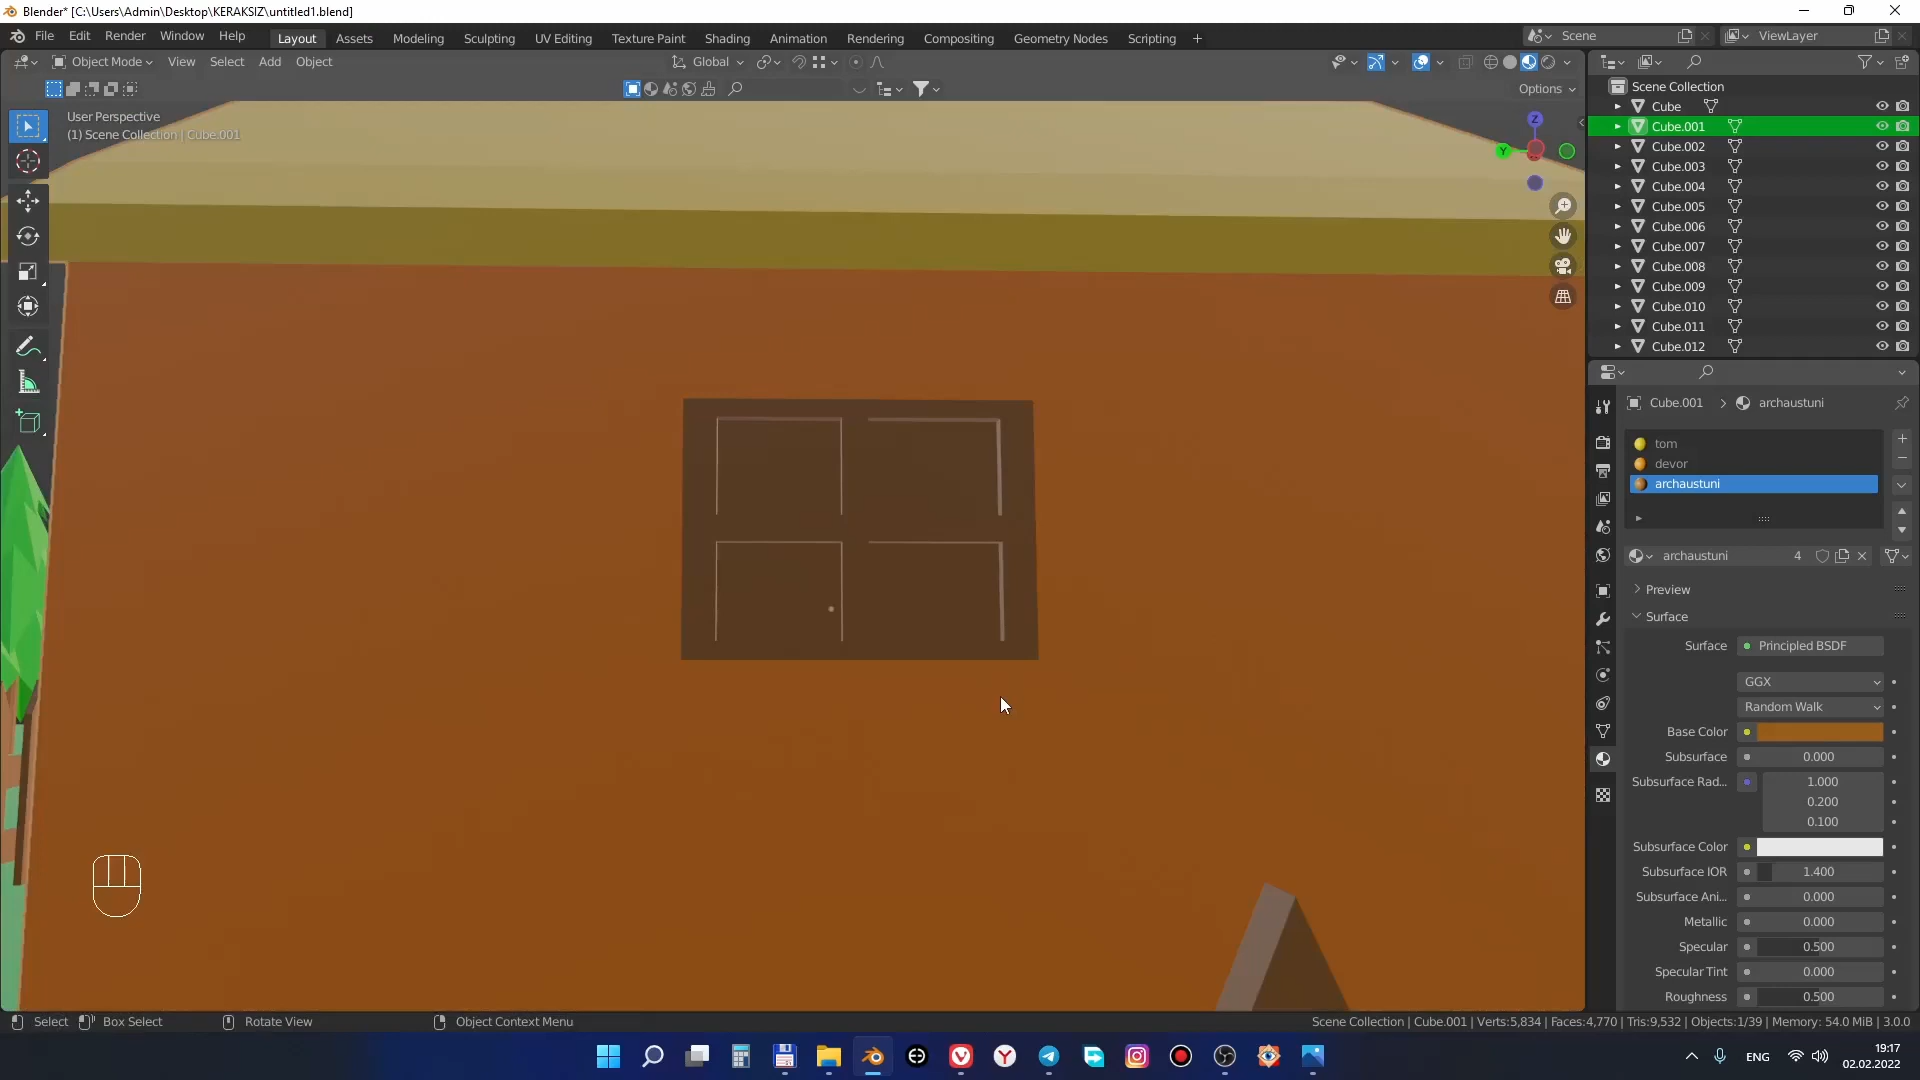 Blender* [C:\Users\Admin\Desktop\KERAKSIZ\untitled1.blend]
File Edit Render Window Help Layout Assets Modeling Sculpting UV Editing Texture Paint Shading Animation Rendering Compositing Geometry Nodes Scripting + Scene ViewLayer
Object Mode View Select Add Object Global
Options
User Perspective
(1) Scene Collection | Cube.001
Z
Y
Scene Collection
Cube
Cube.001
Cube.002
Cube.003
Cube.004
Cube.005
Cube.006
Cube.007
Cube.008
Cube.009
Cube.010
Cube.011
Cube.012
Cube.001 > archaustuni
tom
devor
archaustuni
archaustuni 4
Preview
Surface
Surface Principled BSDF
GGX
Random Walk
Base Color
Subsurface 0.000
Subsurface Rad... 1.000
0.200
0.100
Subsurface Color
Subsurface IOR 1.400
Subsurface Ani... 0.000
Metallic 0.000
Specular 0.500
Specular Tint 0.000
Roughness 0.500
Select Box Select Rotate View Object Context Menu
Scene Collection | Cube.001 | Verts:5,834 | Faces:4,770 | Tris:9,532 | Objects:1/39 | Memory: 54.0 MiB | 3.0.0
ENG
19:17
02.02.2022